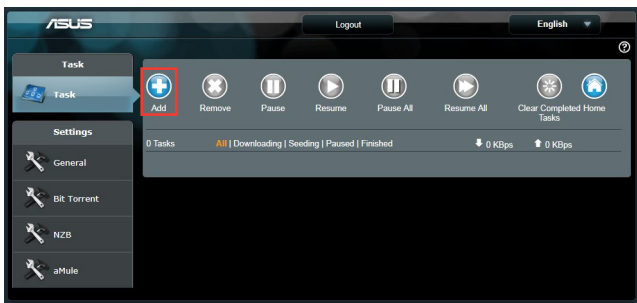 ASUS Logout English
?
Task
Task
Add Remove Pause Resume Pause All Resume All Clear Completed Tasks Home
Settings
0 Tasks All | Downloading | Seeding | Paused | Finished 0 KBps 0 KBps
General
Bit Torrent
NZB
aMule